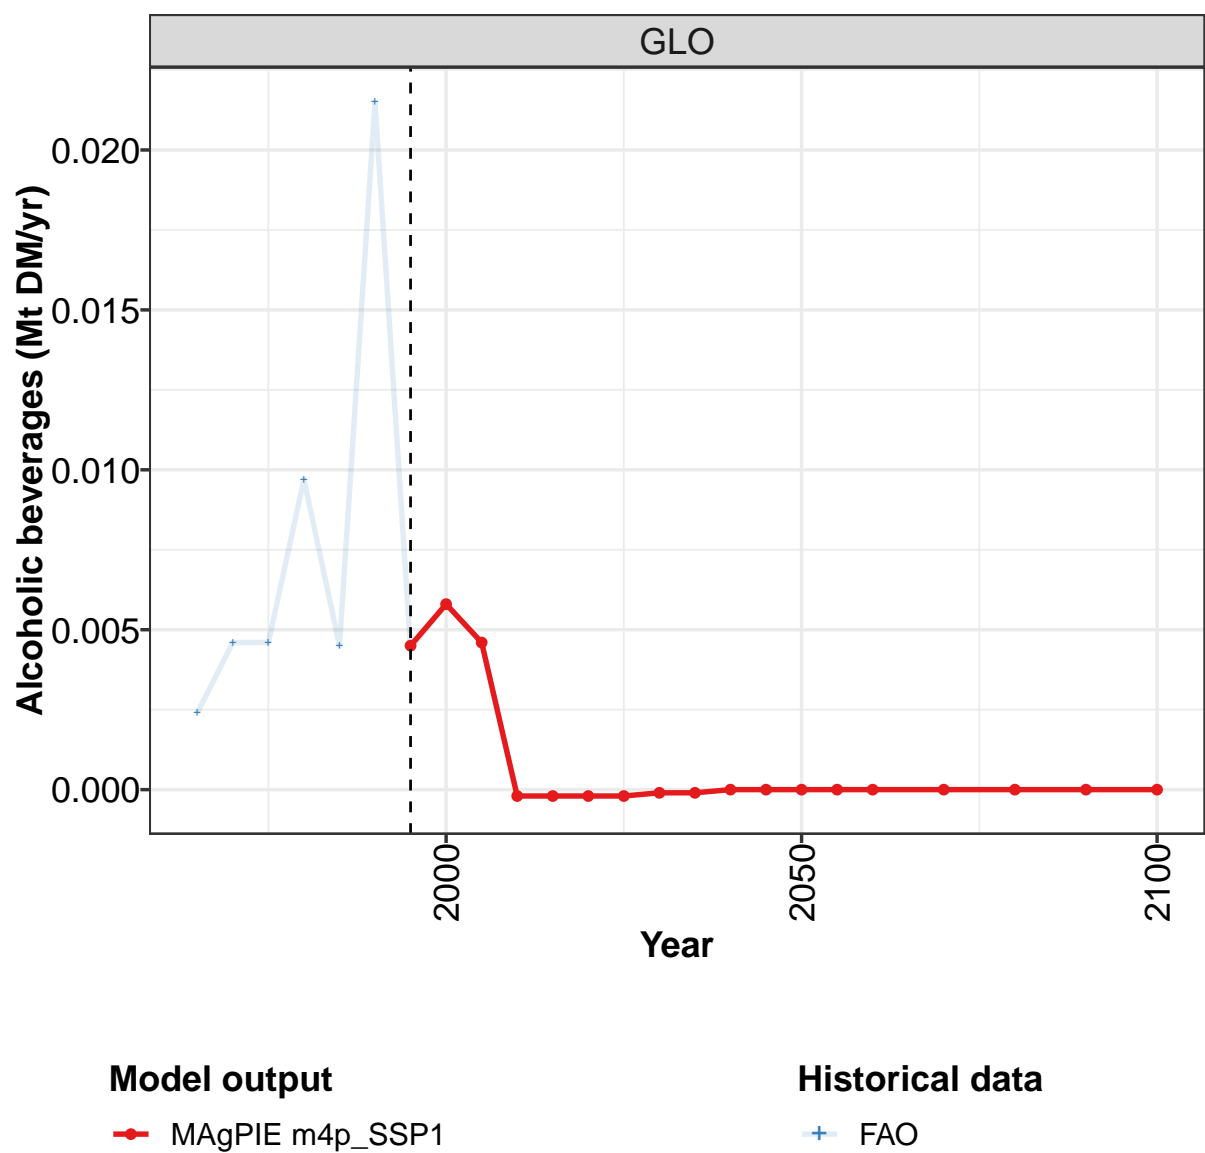 GLO
Alcoholic beverages (Mt DM/yr)
0.020
0.015
0.010
0.005
0.000
2000
2050
2100
Year
Model output
MAgPIE m4p_SSP1
Historical data
FAO